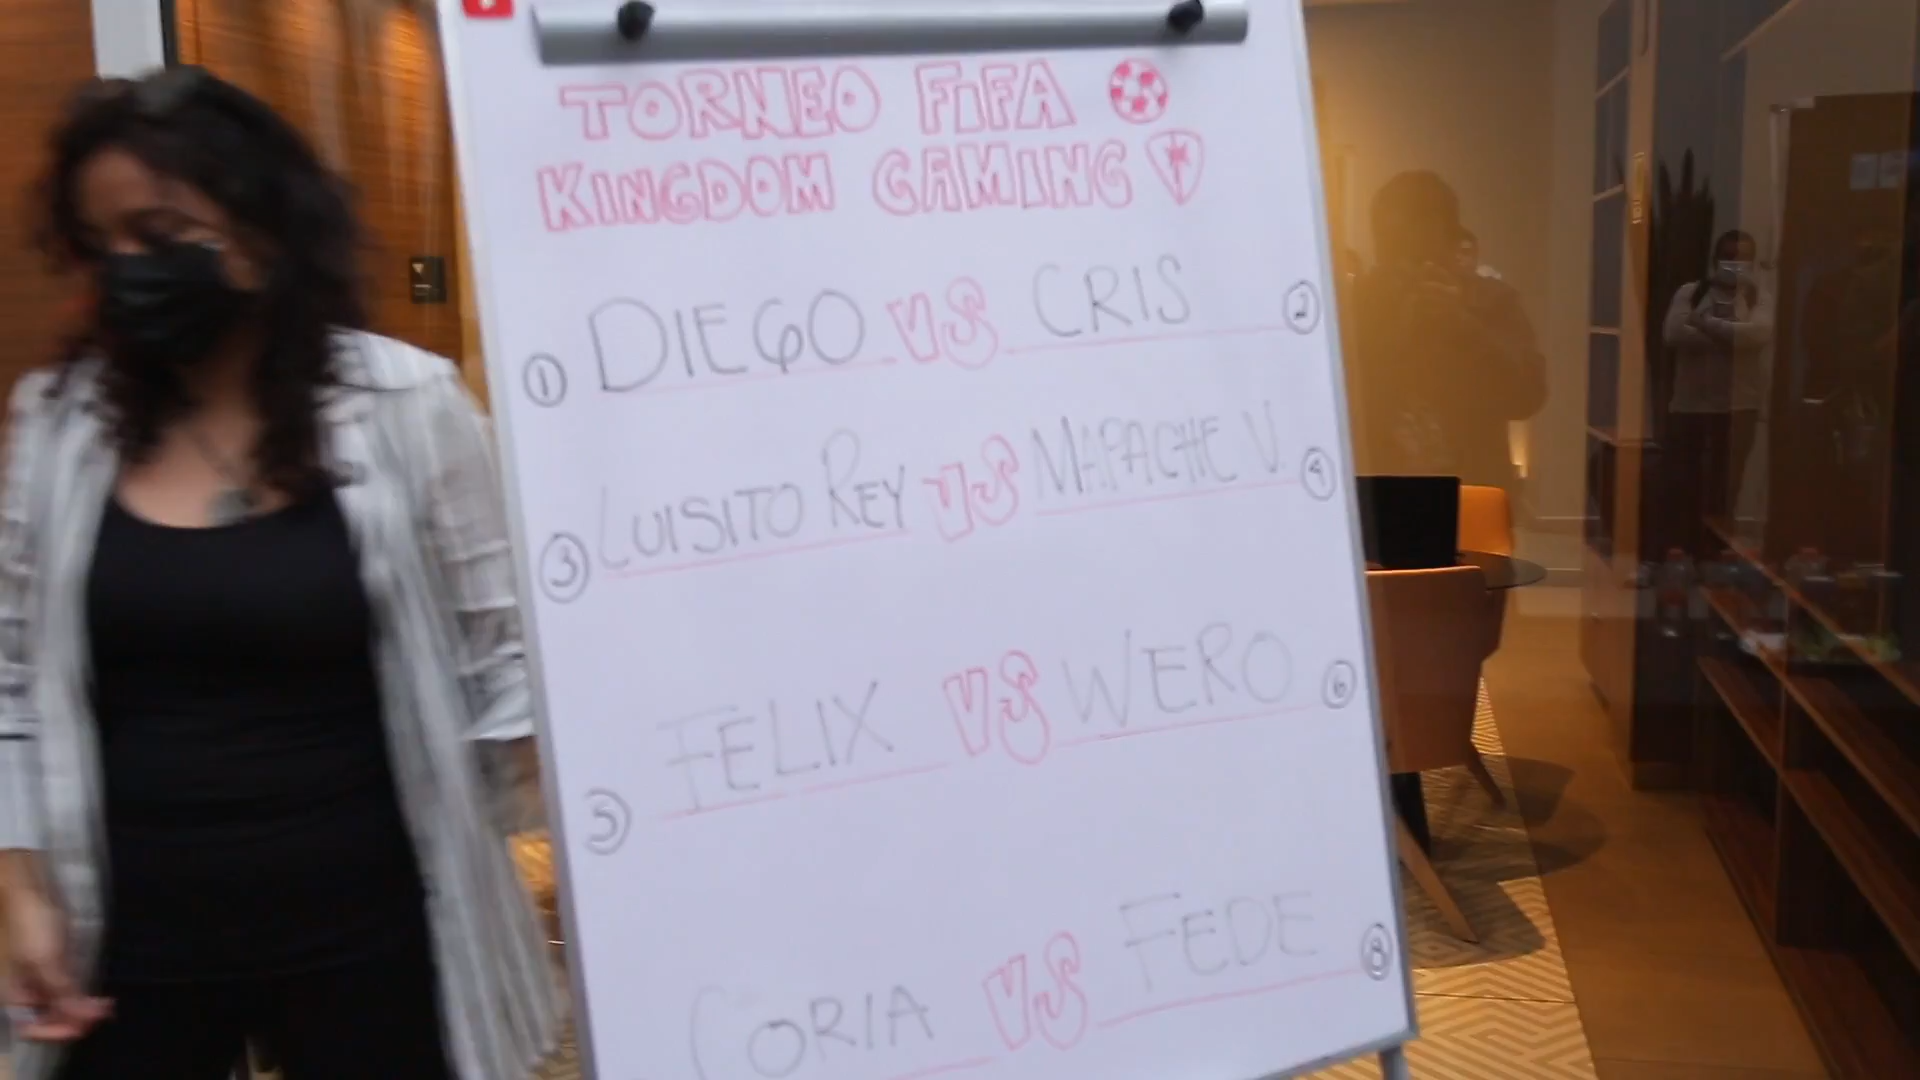 TORNEO FIFA
KINGDOM GAMING
1 DIEGO VS CRIS 2
3 LUISITO REY VS MAPACHE V. 4
5 FELIX VS WERO 6
CORIA VS FEDE 8